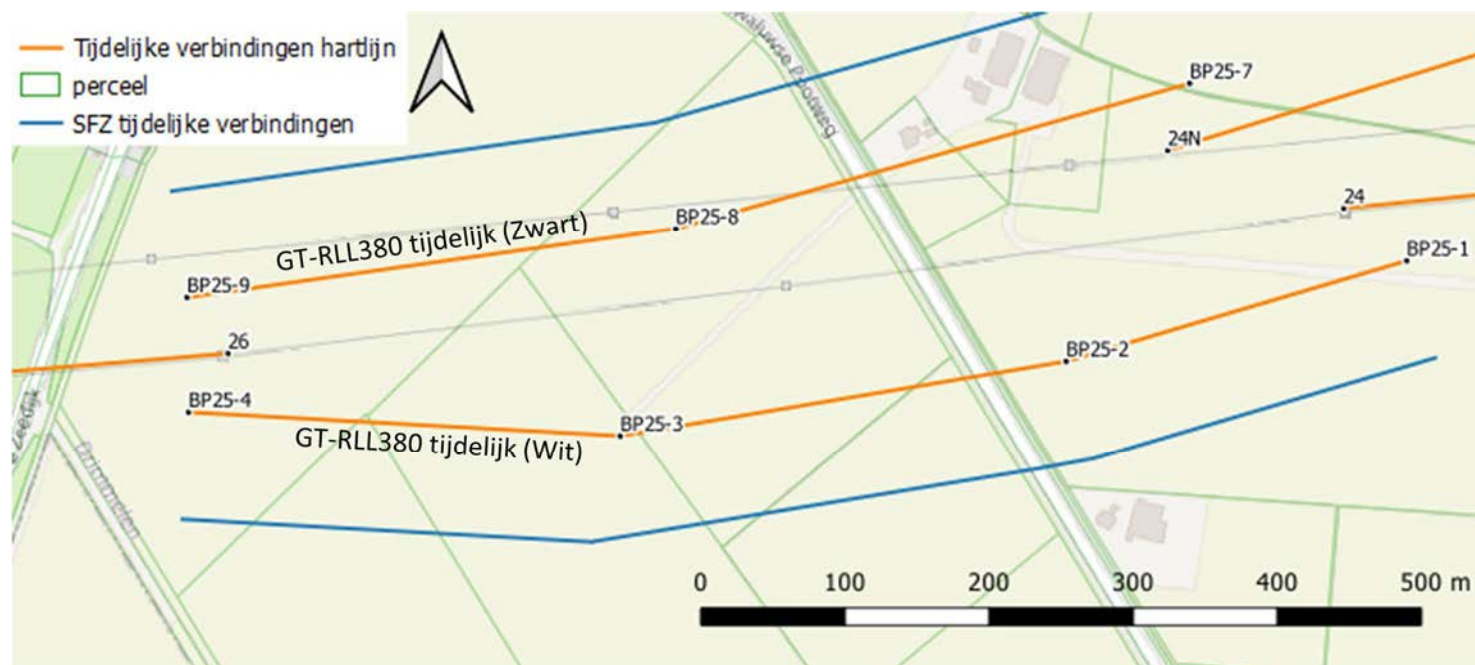 Tijdelijke verbindingen hartlijn
perceel
SFZ tijdelijke verbindingen
BP25-7
24N
24
BP25-8
GT-RLL380 tijdelijk (Zwart)
BP25-1
BP25-9
26
BP25-2
BP25-4
BP25-3
GT-RLL380 tijdelijk (Wit)
Zeedijk
Drimmelen
0 100 200 300 400 500 m